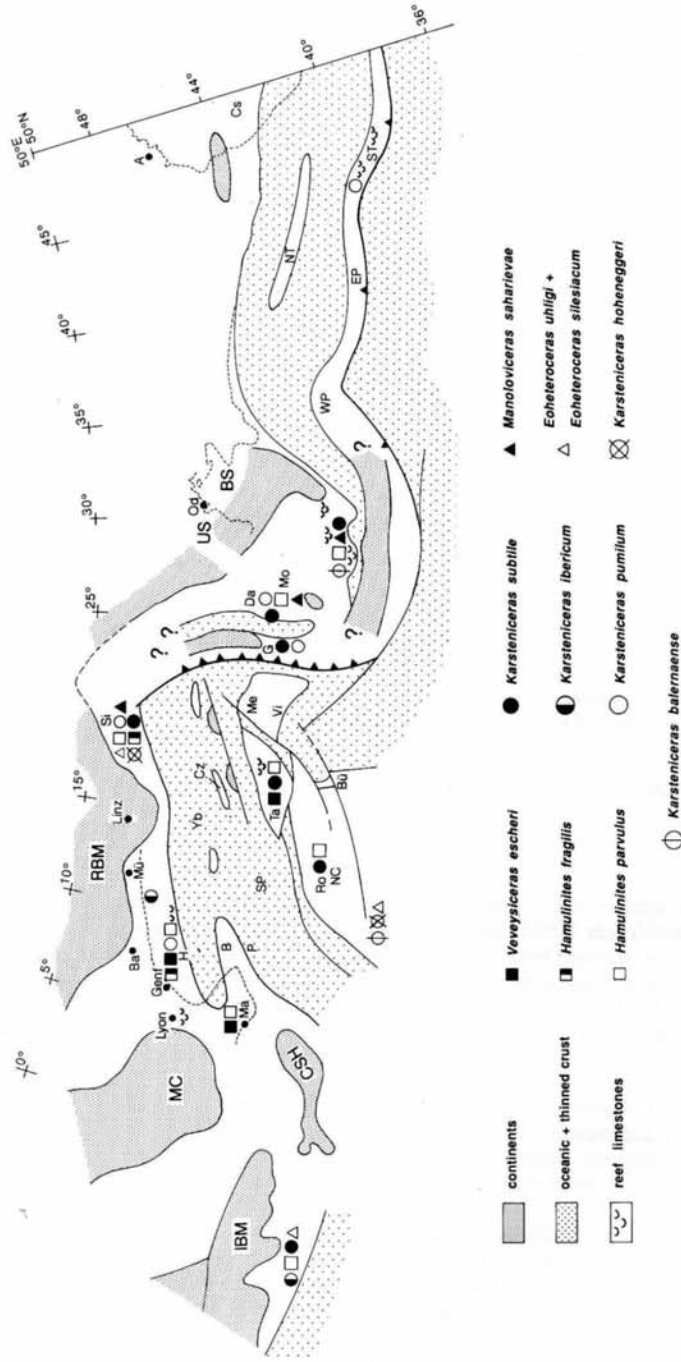 50°E
50°N
48°
44°
40°
36°
45°
40°
35°
30°
25°
15°
10°
5°
0°
A
Cs
NT
ST
EP
WP
?
BS
US
Od
Da
Mo
G
?
?
?
Si
Linz
RBM
Mü
Ba
Genf
H
Lyon
Ma
MC
CSH
IBM
Yb
Cz
SP
B
P
Me
Vi
Ta
Bü
Ro
NC
continents
oceanic + thinned crust
reef limestones
Veveysiceras escheri
Hamulinites fragilis
Hamulinites parvulus
Karsteniceras subtile
Karsteniceras ibericum
Karsteniceras pumilum
Manoloviceras saharievae
Eoheteroceras uhligi +
Eoheteroceras silesiacum
Karsteniceras hoheneggeri
Karsteniceras balernaense